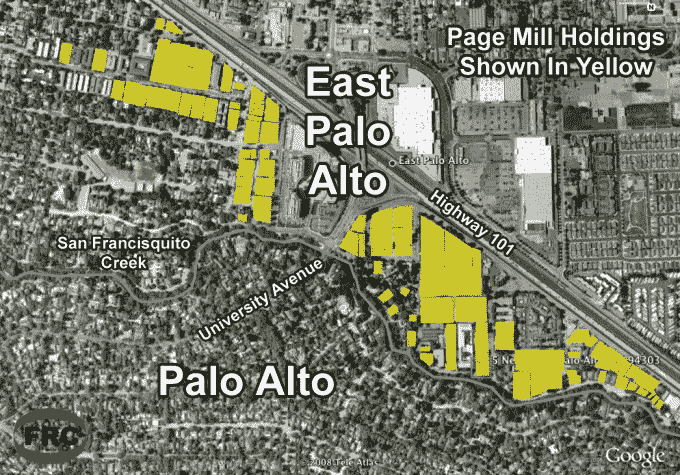 N
Page Mill Holdings
Shown In Yellow
East
Palo
Alto
East Palo Alto
Highway 101
San Francisquito
Creek
University Avenue
94303
Palo Alto
FRC
©2008 Tele Atlas
Google